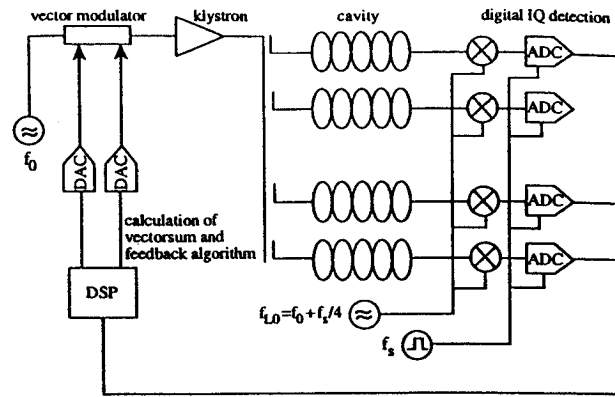 vector modulator
klystron
cavity
digital IQ detection
ADC
ADC
f0
DAC
DAC
calculation of
vectorsum and
feedback algorithm
ADC
ADC
DSP
fL0=f0+fs/4
fs